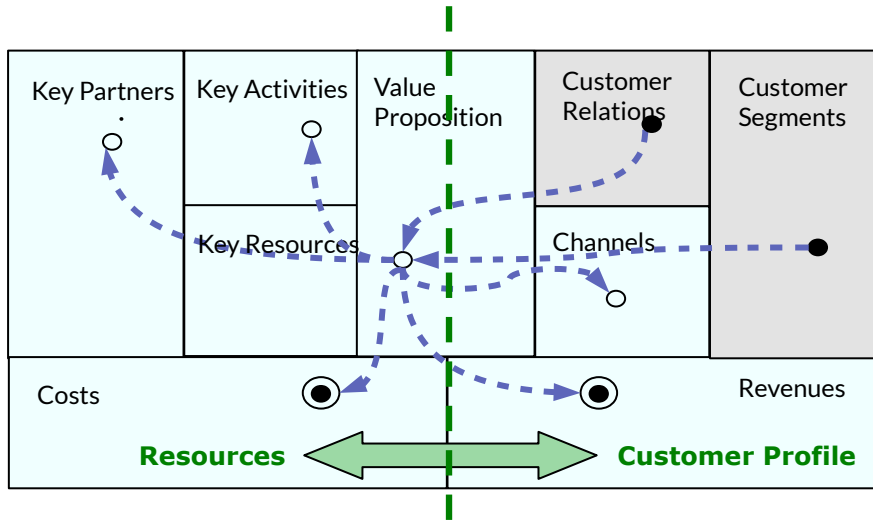 Key Partners
.
Key Activities
Value
Proposition
Customer
Relations
Customer
Segments
Key Resources
Channels
Costs
Revenues
Resources
Customer Profile